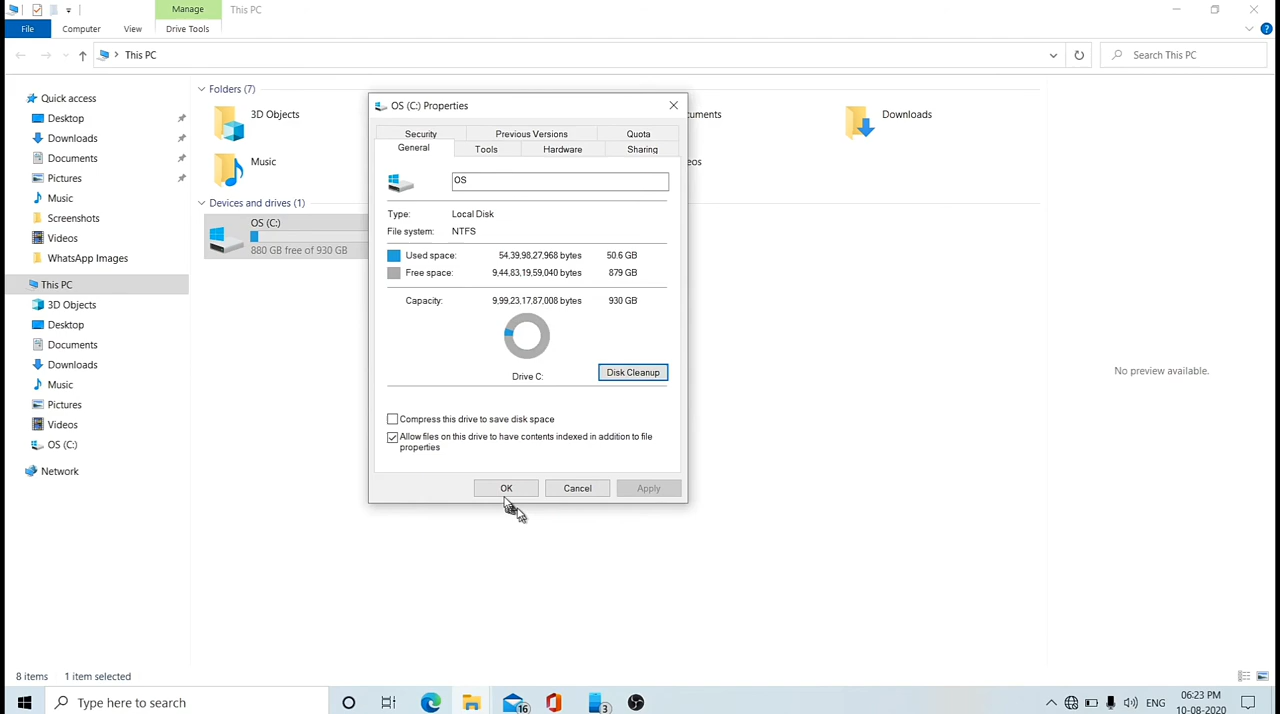 Manage
This PC
File
Computer
View
Drive Tools
This PC
Search This PC
Quick access
Desktop
Downloads
Documents
Pictures
Music
Screenshots
Videos
WhatsApp Images
This PC
3D Objects
Desktop
Documents
Downloads
Music
Pictures
Videos
OS (C:)
Network
Folders (7)
3D Objects
Downloads
Music
Devices and drives (1)
OS (C:)
880 GB free of 930 GB
OS (C:) Properties
Security
Previous Versions
Quota
General
Tools
Hardware
Sharing
OS
Type: Local Disk
File system: NTFS
Used space: 54,39,98,27,968 bytes 50.6 GB
Free space: 9,44,83,19,59,040 bytes 879 GB
Capacity: 9,99,23,17,87,008 bytes 930 GB
Drive C:
Disk Cleanup
Compress this drive to save disk space
Allow files on this drive to have contents indexed in addition to file
properties
OK
Cancel
Apply
No preview available.
8 items
1 item selected
Type here to search
16
3
ENG
06:23 PM
10-08-2020